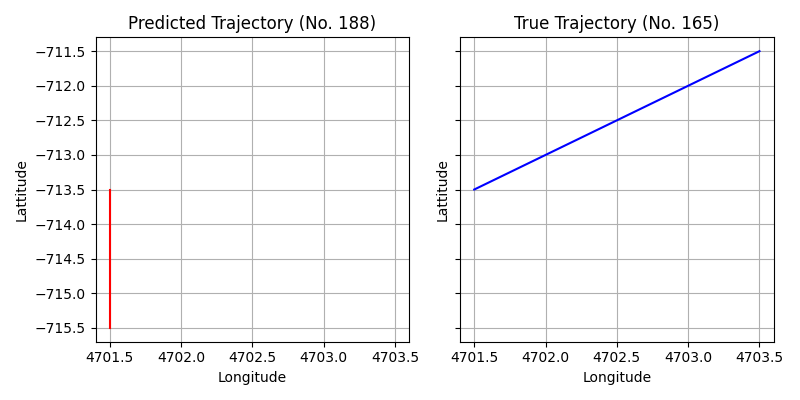 Predicted Trajectory (No. 188)
True Trajectory (No. 165)
−711.5
−712.0
−712.5
−713.0
−713.5
−714.0
−714.5
−715.0
−715.5
Lattitude
Lattitude
4701.5 4702.0 4702.5 4703.0 4703.5
4701.5 4702.0 4702.5 4703.0 4703.5
Longitude
Longitude